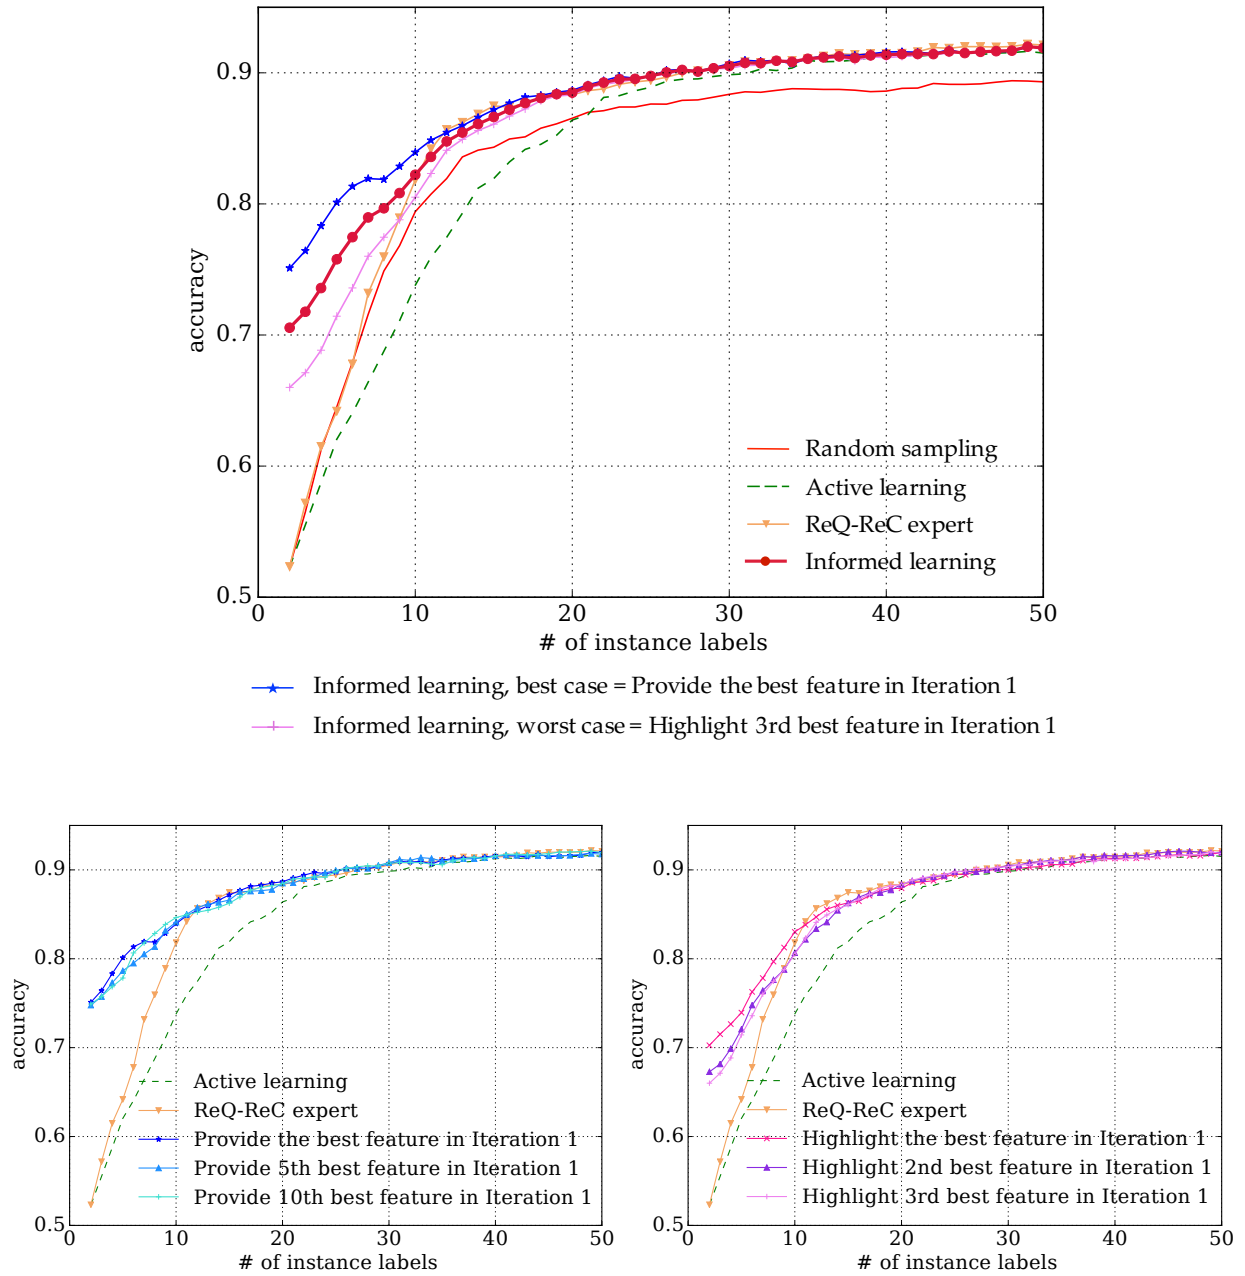 0.9
0.8
0.7
0.6
0.5
accuracy
Random sampling
Active learning
ReQ-ReC expert
Informed learning
0 10 20 30 40 50
# of instance labels
Informed learning, best case = Provide the best feature in Iteration 1
Informed learning, worst case = Highlight 3rd best feature in Iteration 1
0.9
0.8
0.7
0.6
0.5
accuracy
Active learning
ReQ-ReC expert
Provide the best feature in Iteration 1
Provide 5th best feature in Iteration 1
Provide 10th best feature in Iteration 1
0 10 20 30 40 50
# of instance labels
0.9
0.8
0.7
0.6
0.5
accuracy
Active learning
ReQ-ReC expert
Highlight the best feature in Iteration 1
Highlight 2nd best feature in Iteration 1
Highlight 3rd best feature in Iteration 1
0 10 20 30 40 50
# of instance labels